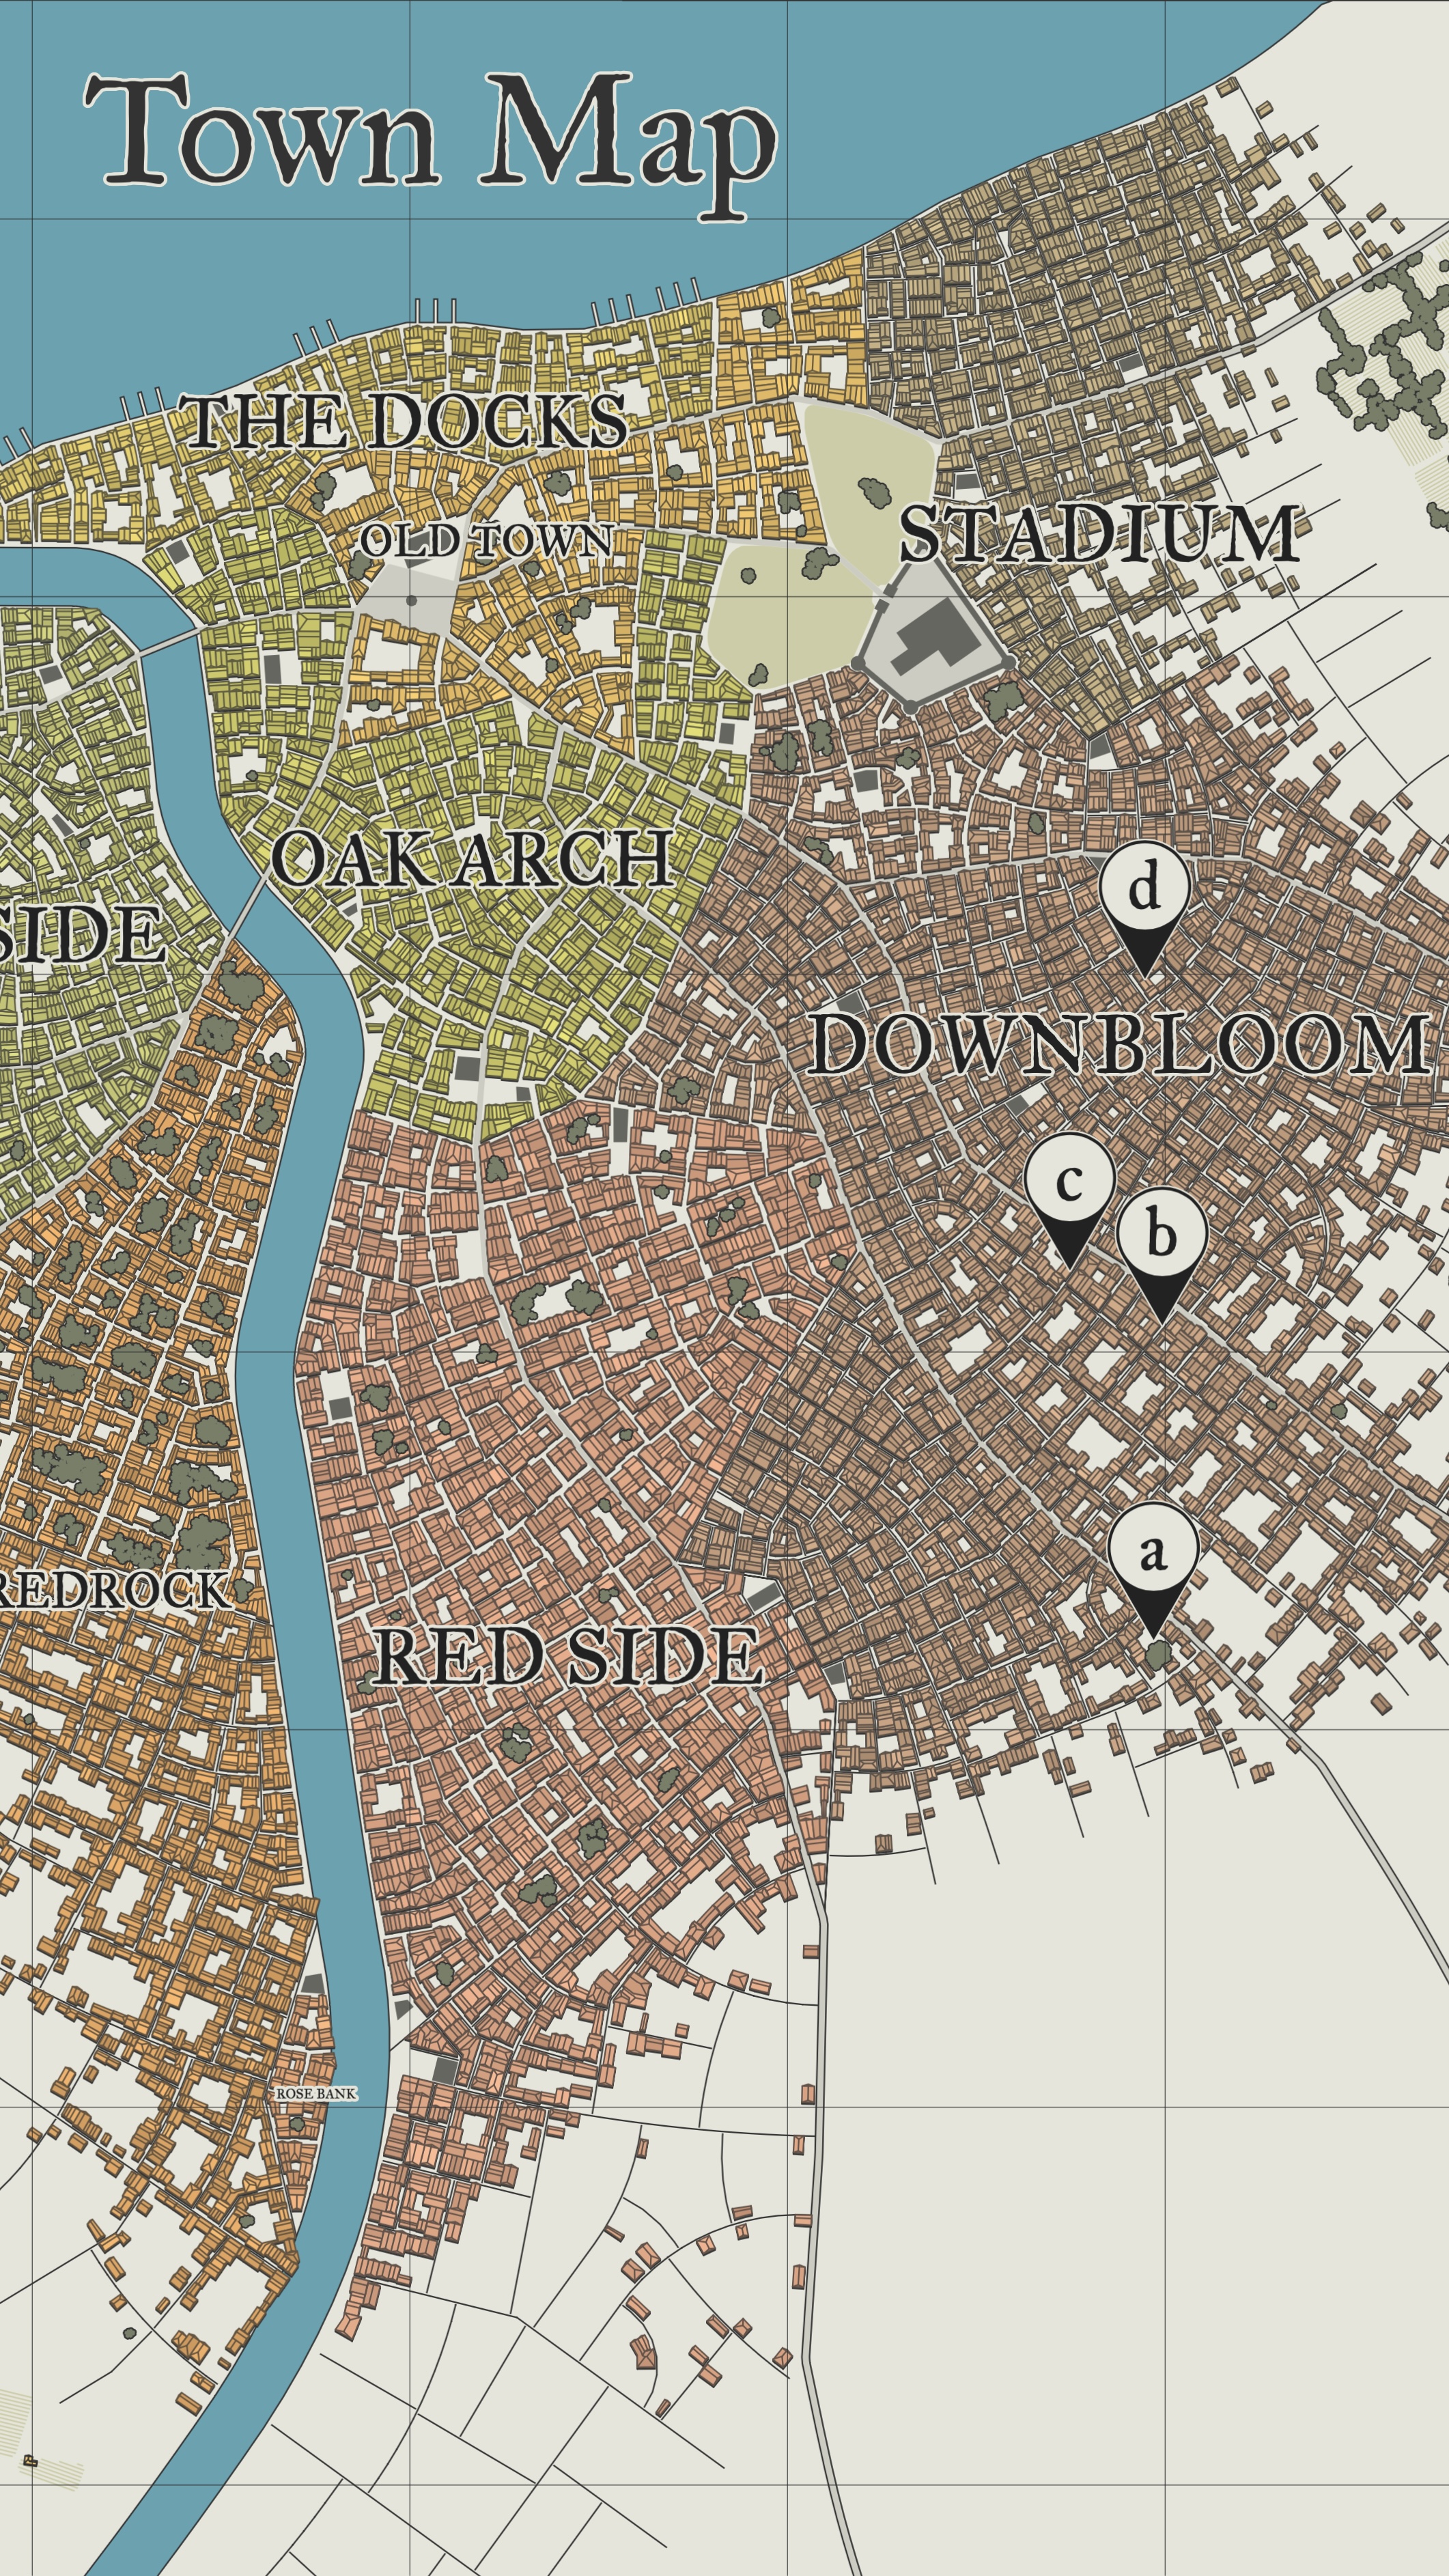 Town Map
THE DOCKS
OLD TOWN
STADIUM
OAK ARCH
d
SIDE
DOWNBLOOM
c
b
a
REDROCK
RED SIDE
ROSE BANK